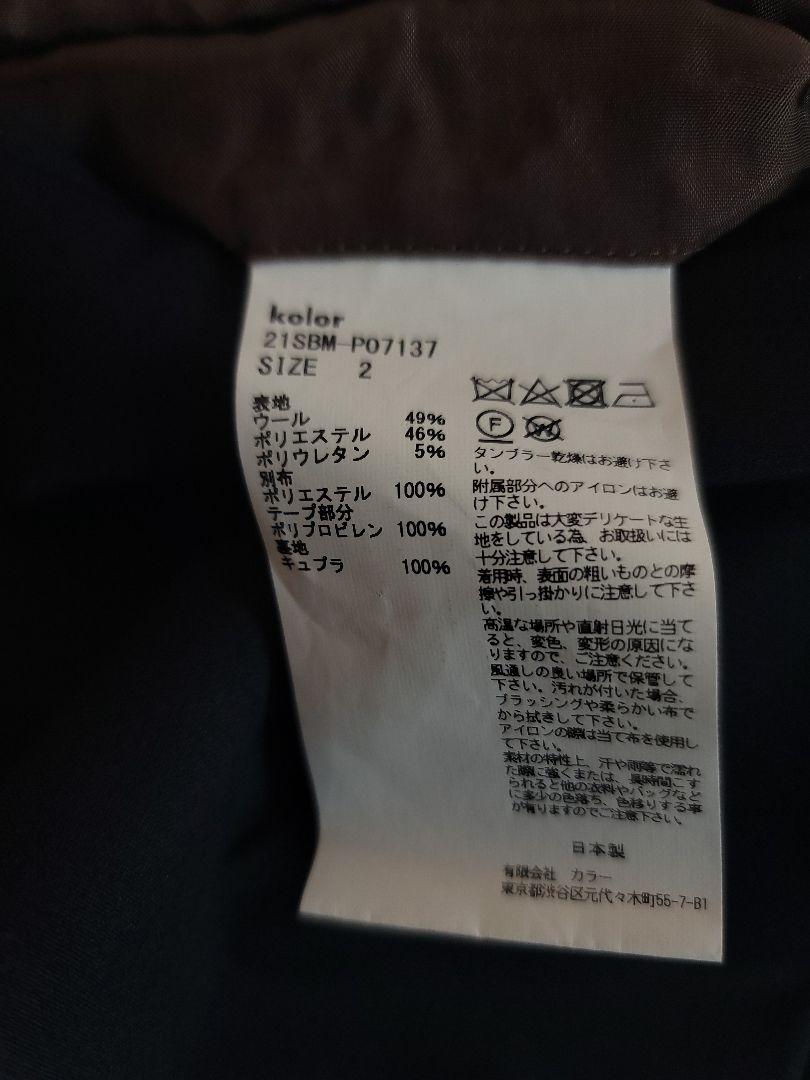 kolor
21SBM-P07137
SIZE 2
表地
ウール 49%
ポリエステル 46%
ポリウレタン 5%
別布
ポリエステル 100%
テープ部分
ポリプロピレン 100%
裏地
キュプラ 100%
F
W
タンブラー乾燥はお避け下さ
い。
附属部分へのアイロンはお避
け下さい。
この製品は大変デリケートな生
地をしている為、お取扱いには
十分注意して下さい。
着用時、表面の粗いものとの摩
擦や引っ掛かりに注意して下さ
い。
高温な場所や直射日光に当て
ると、変色、変形の原因にな
りますので、ご注意ください。
風通しの良い場所で保管して
下さい。汚れが付いた場合、
ブラッシングや柔らかい布で
から拭きして下さい。
アイロンの際は当て布を使用し
て下さい。
素材の特性上、汗や雨等で濡れ
た際に強くまたは、長時間こす
られると他の衣料やバッグなど
に多少の色落ち、色移りする事
が有りますのでご注意下さい。
日本製
有限会社 カラー
東京都渋谷区元代々木町55-7-B1